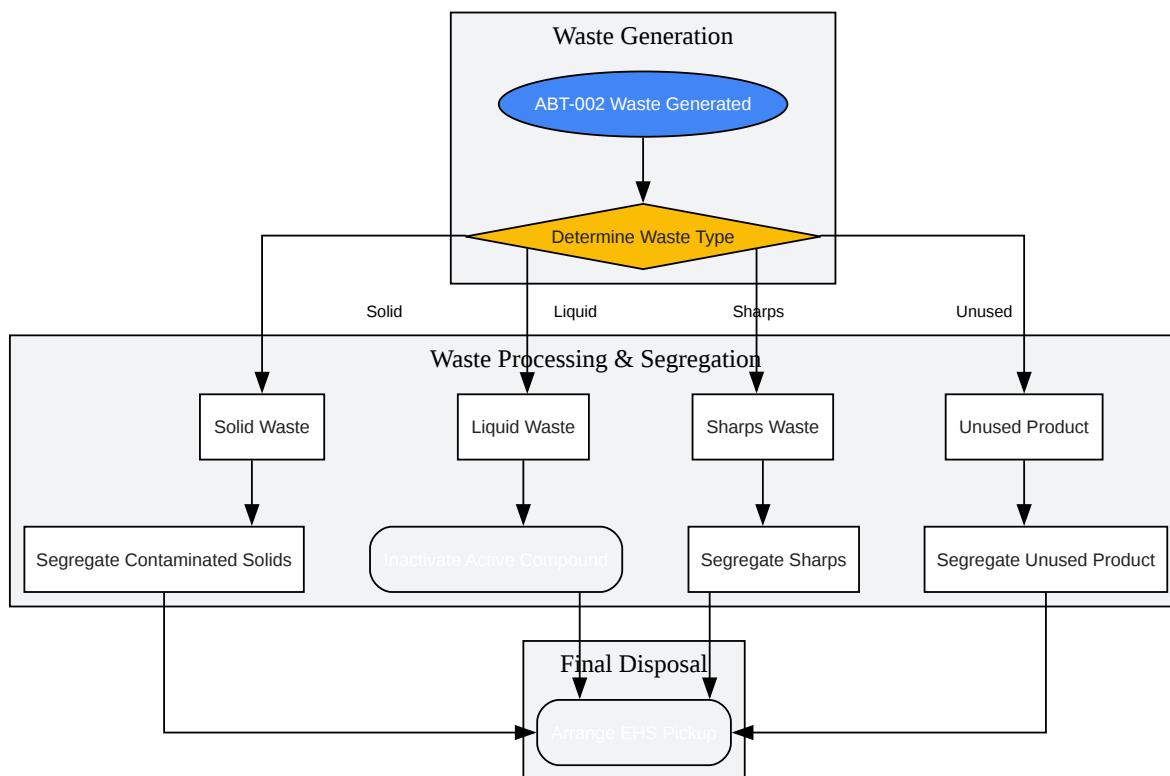 Waste Generation
ABT-002 Waste Generated
Determine Waste Type
Solid
Liquid
Sharps
Unused
Waste Processing & Segregation
Solid Waste
Liquid Waste
Sharps Waste
Unused Product
Segregate Contaminated Solids
Inactivate Active Compound
Segregate Sharps
Segregate Unused Product
Final Disposal
Arrange EHS Pickup